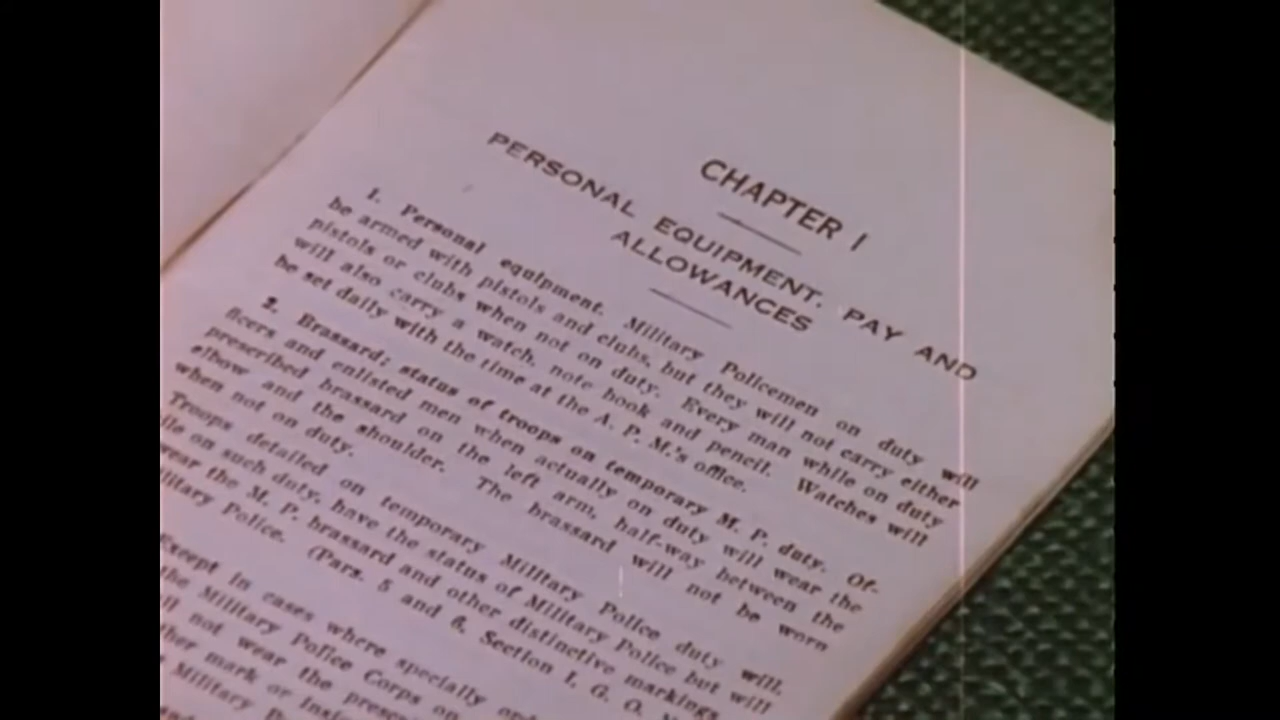 CHAPTER I
PERSONAL EQUIPMENT, PAY AND
ALLOWANCES
1. Personal equipment. Military Policemen on duty will
be armed with pistols and clubs, but they will not carry either
pistols or clubs when not on duty. Every man while on duty
will also carry a watch, note book and pencil. Watches will
be set daily with the time at the A. P. M.'s office.
2. Brassard; status of troops on temporary M. P. duty. Of-
ficers and enlisted men when actually on duty will wear the
prescribed brassard on the left arm, half-way between the
elbow and the shoulder. The brassard will not be worn
when not on duty.
Troops detailed on temporary Military Police duty will,
ile on such duty, have the status of Military Police but will
wear the M. P. brassard and other distinctive markings
litary Police. (Pars. 5 and 6, Section I, G. O.
Except in cases where specially
the Military Police Corps on
ll not wear the
ther mark or
Military